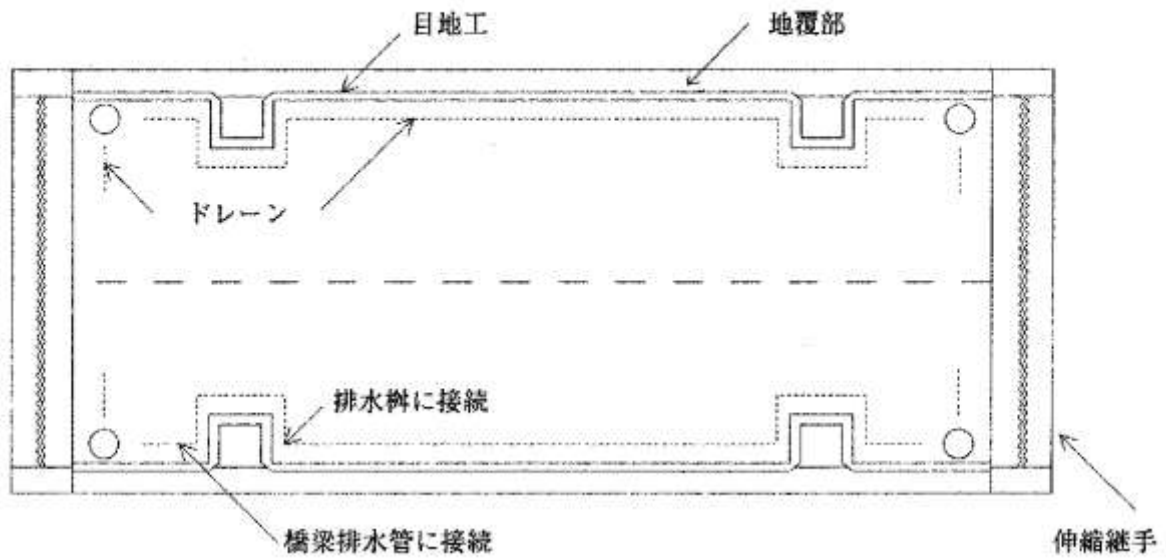 目地工
地覆部
ドレーン
排水桝に接続
橋梁排水管に接続
伸縮継手